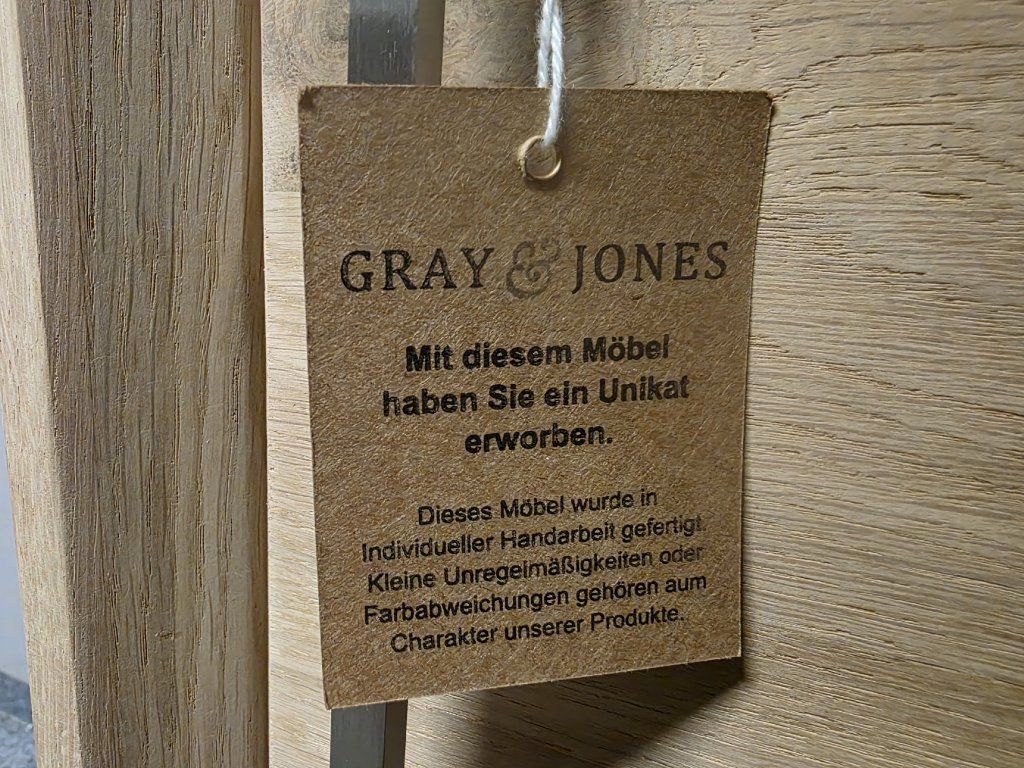 GRAY & JONES
Mit diesem Möbel
haben Sie ein Unikat
erworben.
Dieses Möbel wurde in
Individueller Handarbeit gefertigt.
Kleine Unregelmäßigkeiten oder
Farbabweichungen gehören aum
Charakter unserer Produkte.